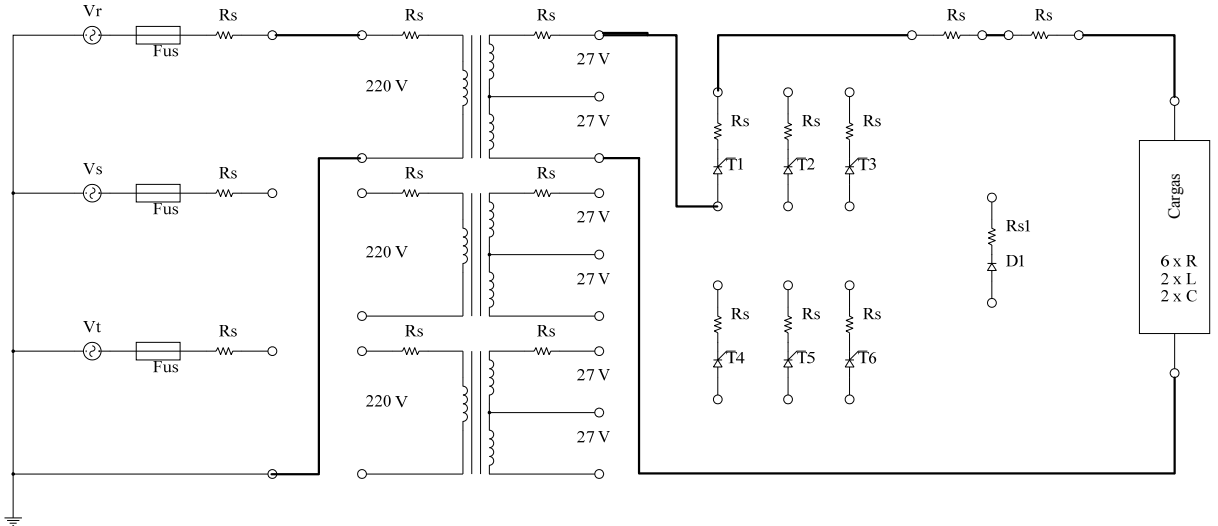 Vr
Rs
Rs
Rs
Rs
Rs
Fus
27 V
220 V
27 V
Rs
Rs
Rs
T1
T2
T3
Vs
Rs
Rs
Rs
Fus
27 V
220 V
27 V
Cargas
Rs1
D1
6 x R
2 x L
2 x C
Vt
Rs
Rs
Rs
Rs
Rs
Rs
Fus
T4
T5
T6
27 V
220 V
27 V